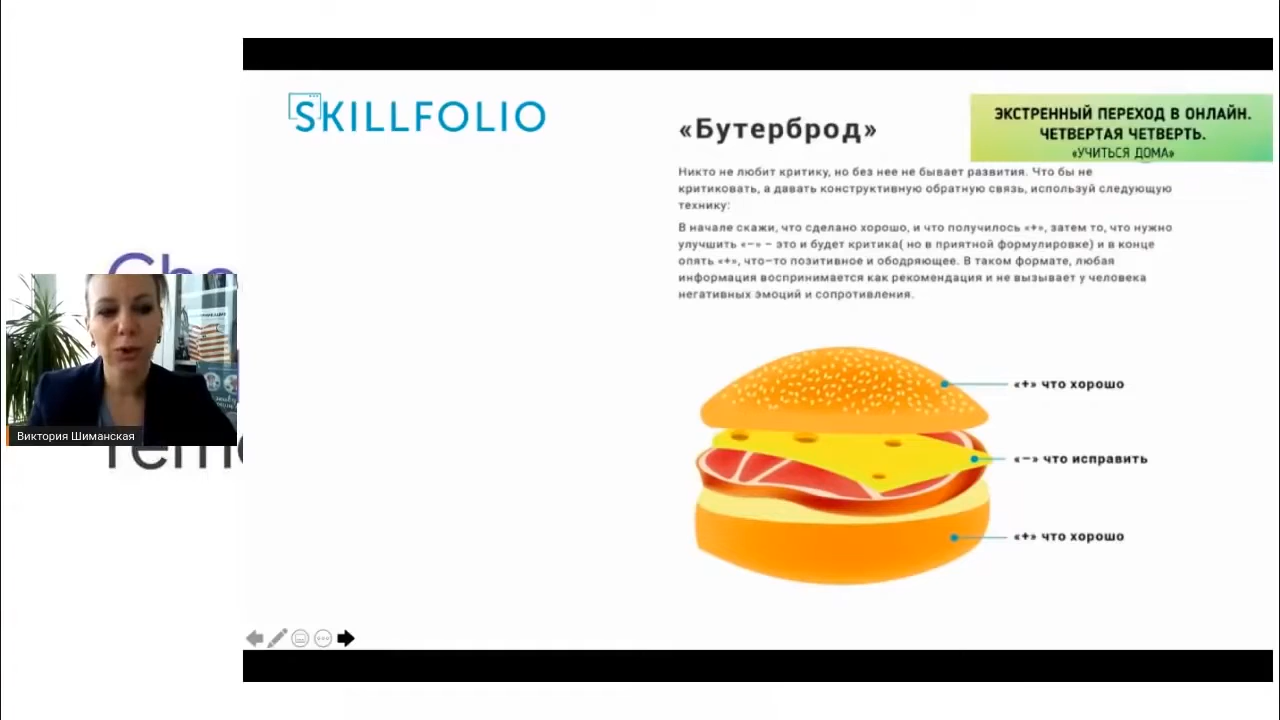 SKILLFOLIO
«Бутерброд»
ЭКСТРЕННЫЙ ПЕРЕХОД В ОНЛАЙН.
ЧЕТВЕРТАЯ ЧЕТВЕРТЬ.
«УЧИТЬСЯ ДОМА»
Никто не любит критику, но без нее не бывает развития. Что бы не
критиковать, а давать конструктивную обратную связь, используй следующую
технику:
В начале скажи, что сделано хорошо, и что получилось «+», затем то, что нужно
улучшить «–» – это и будет критика( но в приятной формулировке) и в конце
опять «+», что–то позитивное и ободряющее. В таком формате, любая
информация воспринимается как рекомендация и не вызывает у человека
негативных эмоций и сопротивления.
«+» что хорошо
«–» что исправить
«+» что хорошо
Виктория Шиманская